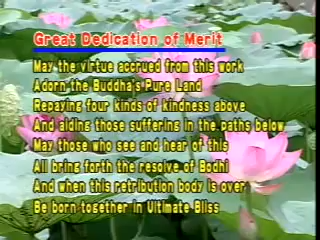 Great Dedication of Merit
May the virtue accrued from this work
Adorn the Buddha's Pure Land
Repaying four kinds of kindness above
And aiding those suffering in the paths below
May those who see and hear of this
All bring forth the resolve of Bodhi
And when this retribution body is over
Be born together in Ultimate Bliss